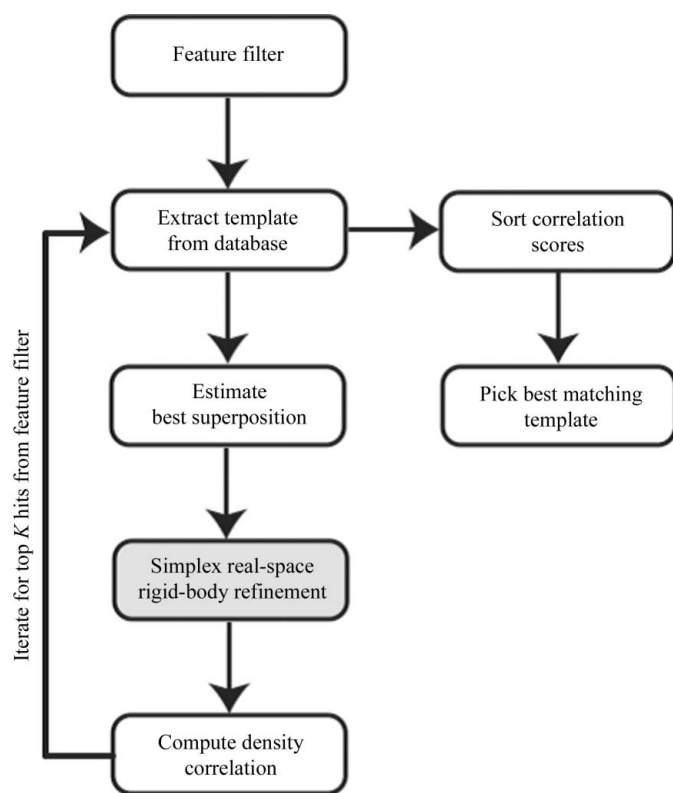 Feature filter
Extract template
from database
Sort correlation
scores
Estimate
best superposition
Pick best matching
template
Simplex real-space
rigid-body refinement
Compute density
correlation
Iterate for top K hits from feature filter